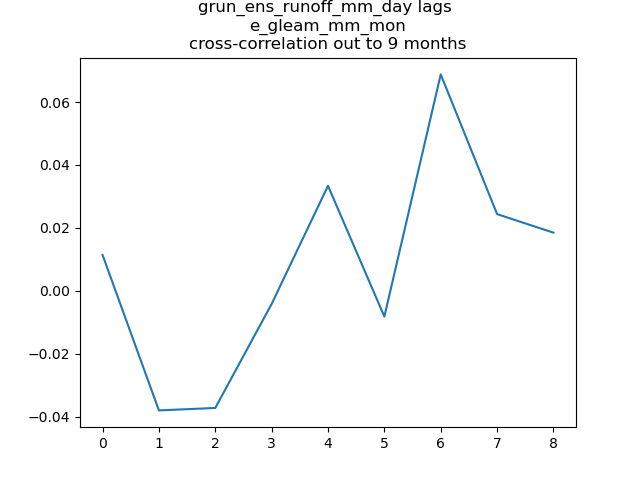 grun_ens_runoff_mm_day lags
e_gleam_mm_mon
cross-correlation out to 9 months
0.06
0.04
0.02
0.00
−0.02
−0.04
0 1 2 3 4 5 6 7 8